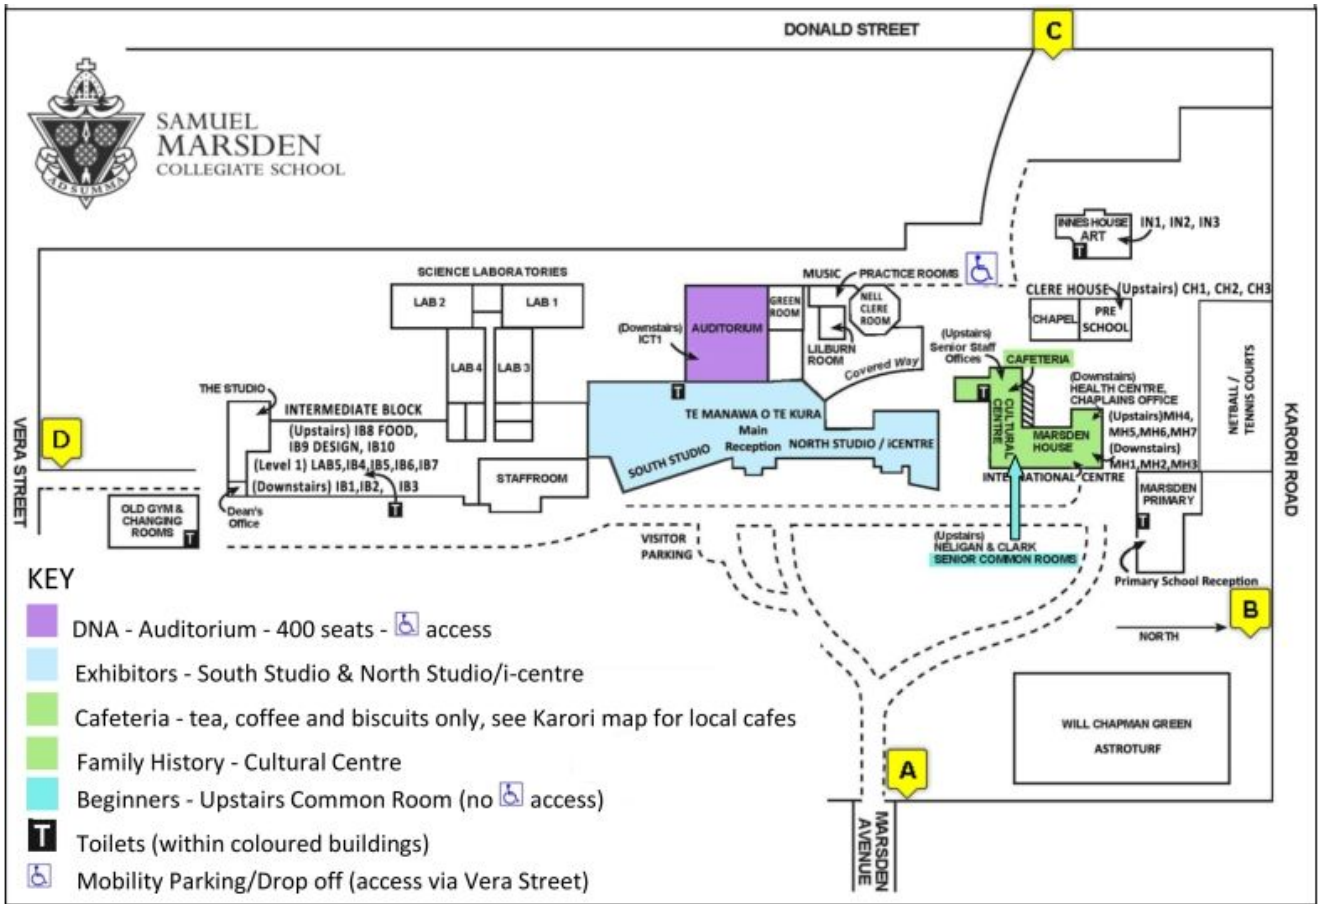 DONALD STREET
C
SAMUEL
MARSDEN
COLLEGIATE SCHOOL
AD SUMMA
INNES HOUSE
ART
T
IN1, IN2, IN3
SCIENCE LABORATORIES
LAB 2
LAB 1
LAB 4
LAB 3
MUSIC
PRACTICE ROOMS
GREEN
ROOM
NELL
CLERE
ROOM
LILBURN
ROOM
Covered Way
(Downstairs)
ICT1
AUDITORIUM
T
CLERE HOUSE (Upstairs) CH1, CH2, CH3
CHAPEL
PRE
SCHOOL
(Upstairs)
Senior Staff
Offices
CAFETERIA
T
CULTURAL
CENTRE
(Downstairs)
HEALTH CENTRE,
CHAPLAINS OFFICE
(Upstairs)MH4,
MH5,MH6,MH7
(Downstairs)
MH1,MH2,MH3
MARSDEN
HOUSE
INTERNATIONAL CENTRE
NETBALL /
TENNIS COURTS
KARORI ROAD
THE STUDIO
INTERMEDIATE BLOCK
(Upstairs) IB8 FOOD,
IB9 DESIGN, IB10
(Level 1) LAB5,IB4,IB5,IB6,IB7
(Downstairs) IB1,IB2, IB3
T
Dean's
Office
STAFFROOM
TE MANAWA O TE KURA
Main
Reception
SOUTH STUDIO
NORTH STUDIO / iCENTRE
VERA STREET
D
OLD GYM &
CHANGING
ROOMS
T
VISITOR
PARKING
(Upstairs)
NELIGAN & CLARK
SENIOR COMMON ROOMS
MARSDEN
PRIMARY
T
Primary School Reception
B
NORTH
WILL CHAPMAN GREEN
ASTROTURF
A
MARSDEN
AVENUE
KEY
DNA - Auditorium - 400 seats - access
Exhibitors - South Studio & North Studio/i-centre
Cafeteria - tea, coffee and biscuits only, see Karori map for local cafes
Family History - Cultural Centre
Beginners - Upstairs Common Room (no access)
T Toilets (within coloured buildings)
Mobility Parking/Drop off (access via Vera Street)